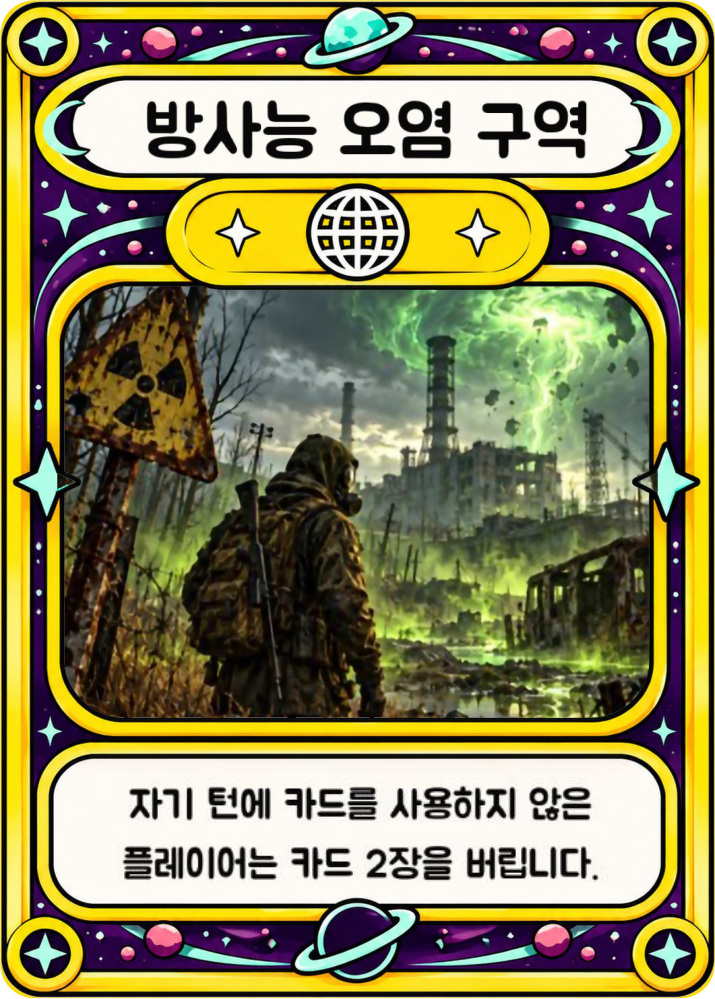 방사능 오염 구역
자기 턴에 카드를 사용하지 않은
플레이어는 카드 2장을 버립니다.